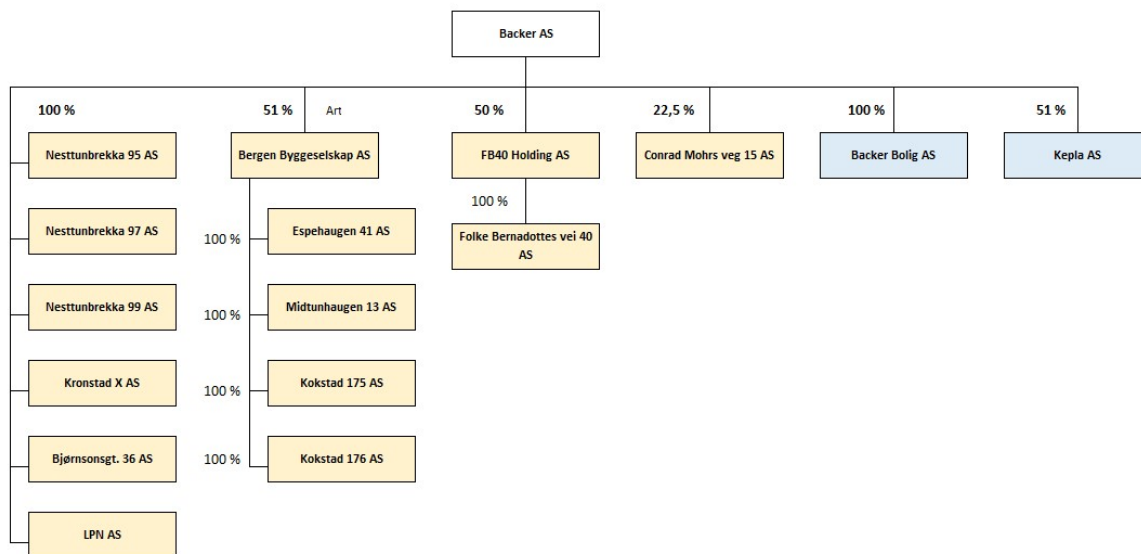 Backer AS
100 %
51 %
Art
50 %
22,5 %
100 %
51 %
Nesttunbrekka 95 AS
Bergen Byggeselskap AS
FB40 Holding AS
Conrad Mohrs veg 15 AS
Backer Bolig AS
Kepla AS
100 %
Nesttunbrekka 97 AS
100 %
Espehaugen 41 AS
Folke Bernadottes vei 40
AS
Nesttunbrekka 99 AS
100 %
Midtunhaugen 13 AS
Kronstad X AS
100 %
Kokstad 175 AS
Bjørnsonsgt. 36 AS
100 %
Kokstad 176 AS
LPN AS